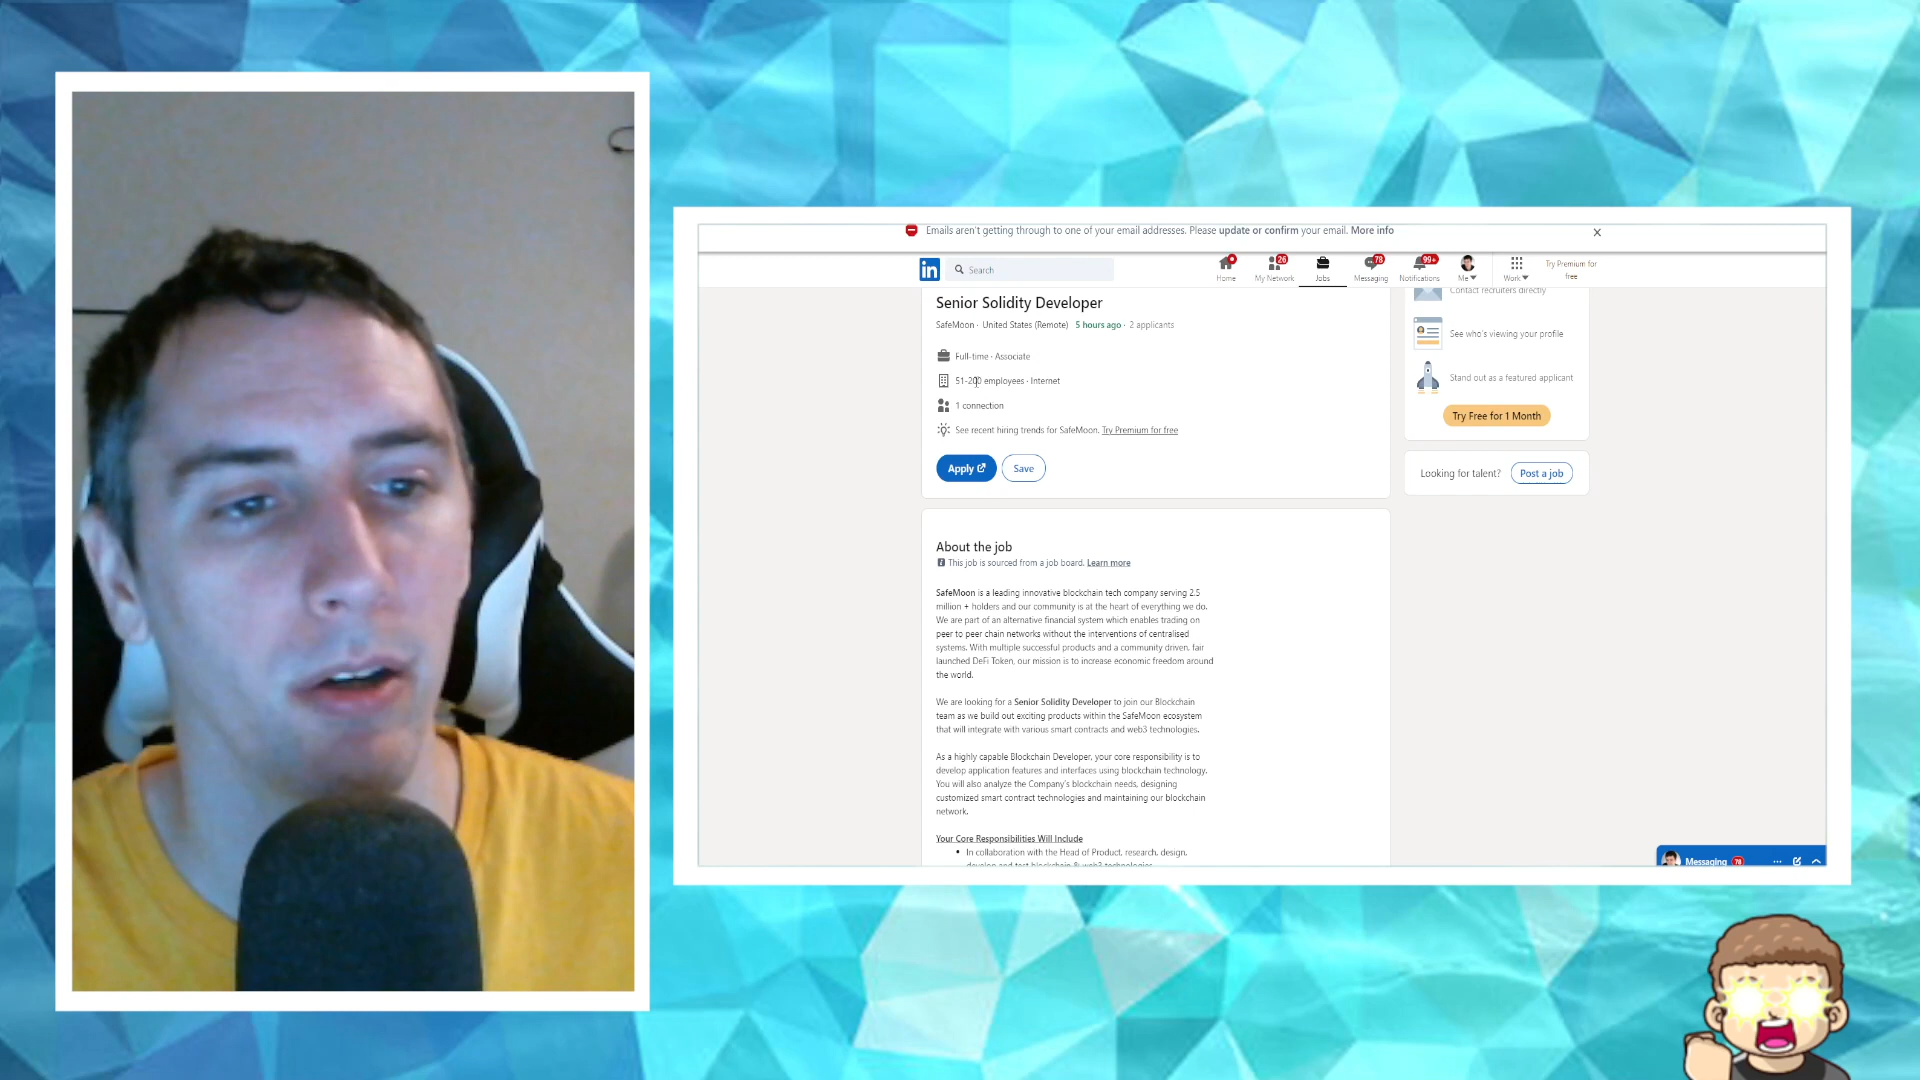 Emails aren't getting through to one of your email addresses. Please update or confirm your email. More info
in
Search
Home
26
My Network
Jobs
78
Messaging
99+
Notifications
Me
Work
Try Premium for
free
Senior Solidity Developer
SafeMoon · United States (Remote) 5 hours ago · 2 applicants
Full-time · Associate
51-200 employees · Internet
1 connection
See recent hiring trends for SafeMoon. Try Premium for free
Apply
Save
Contact recruiters directly
See who's viewing your profile
Stand out as a featured applicant
Try Free for 1 Month
Looking for talent? Post a job
About the job
This job is sourced from a job board. Learn more
SafeMoon is a leading innovative blockchain tech company serving 2.5
million + holders and our community is at the heart of everything we do.
We are part of an alternative financial system which enables trading on
peer to peer chain networks without the interventions of centralised
systems. With multiple successful products and a community driven, fair
launched DeFi Token, our mission is to increase economic freedom around
the world.
We are looking for a Senior Solidity Developer to join our Blockchain
team as we build out exciting products within the SafeMoon ecosystem
that will integrate with various smart contracts and web3 technologies.
As a highly capable Blockchain Developer, your core responsibility is to
develop application features and interfaces using blockchain technology.
You will also analyze the Company's blockchain needs, designing
customized smart contract technologies and maintaining our blockchain
network.
Your Core Responsibilities Will Include
• In collaboration with the Head of Product, research, design,
develop and test blockchain & web3 technologies
Messaging 78